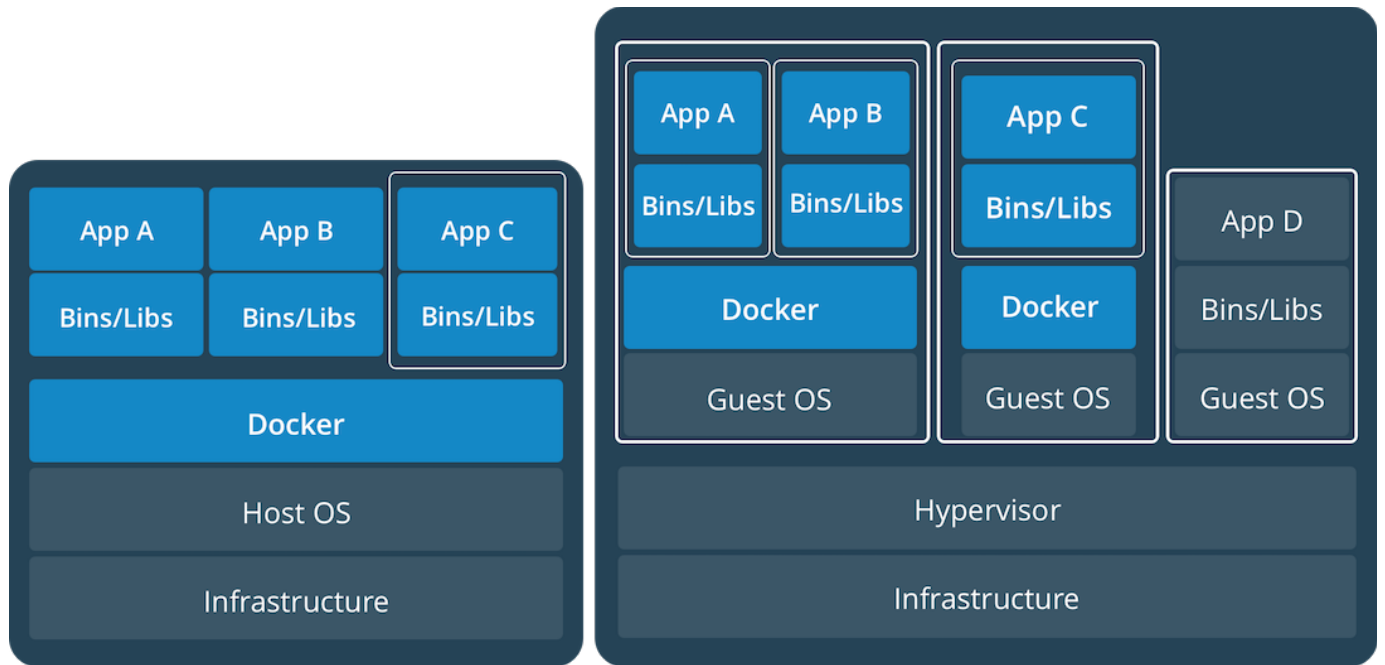 App A
App B
App C
Bins/Libs
Bins/Libs
Bins/Libs
Docker
Host OS
Infrastructure
App A
App B
App C
Bins/Libs
Bins/Libs
Bins/Libs
App D
Docker
Docker
Bins/Libs
Guest OS
Guest OS
Guest OS
Hypervisor
Infrastructure